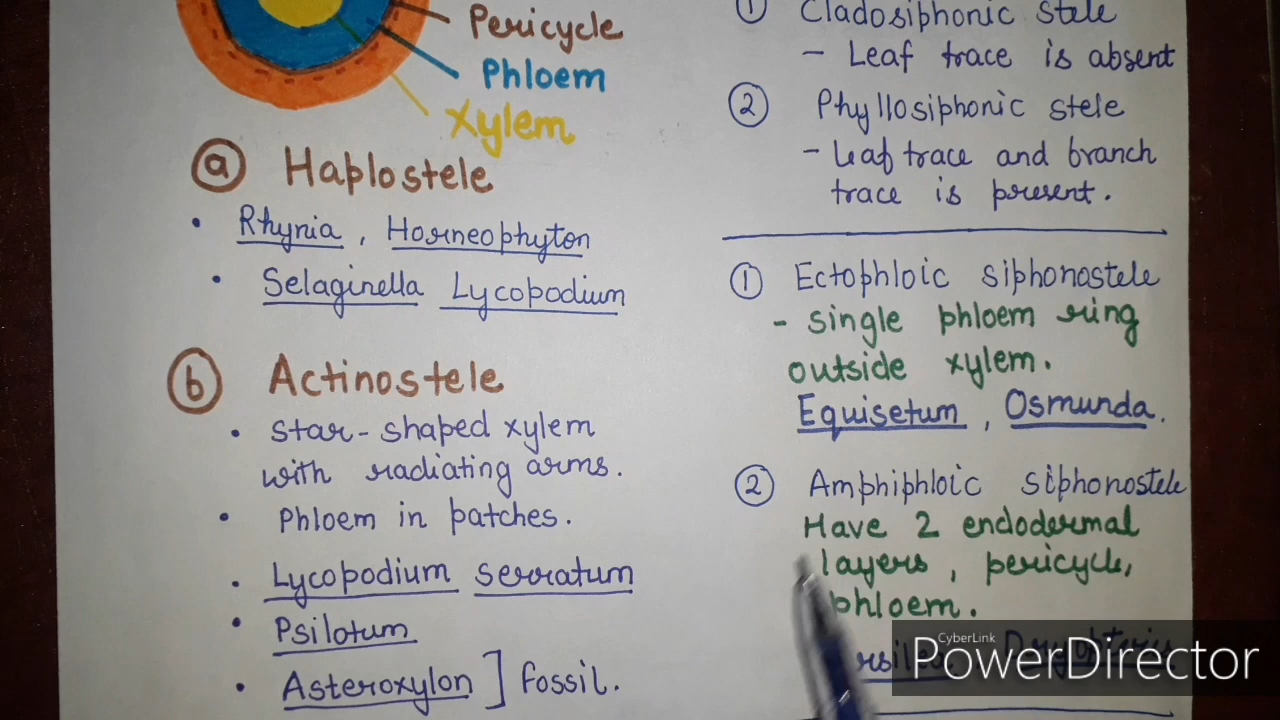 Pericycle
Phloem
Xylem
a Haplostele
• Rhynia , Horneophyton
• Selaginella Lycopodium
b Actinostele
• star-shaped xylem
with radiating arms.
• Phloem in patches.
• Lycopodium serratum
• Psilotum
• Asteroxylon ] fossil.
1 Cladosiphonic stele
- Leaf trace is absent
2 Phyllosiphonic stele
- Leaf trace and branch
trace is present.
1 Ectophloic siphonostele
- single phloem ring
outside xylem.
Equisetum , Osmunda.
2 Amphiphloic siphonostele
Have 2 endodermal
layers , pericycle,
phloem.
CyberLink
PowerDirector